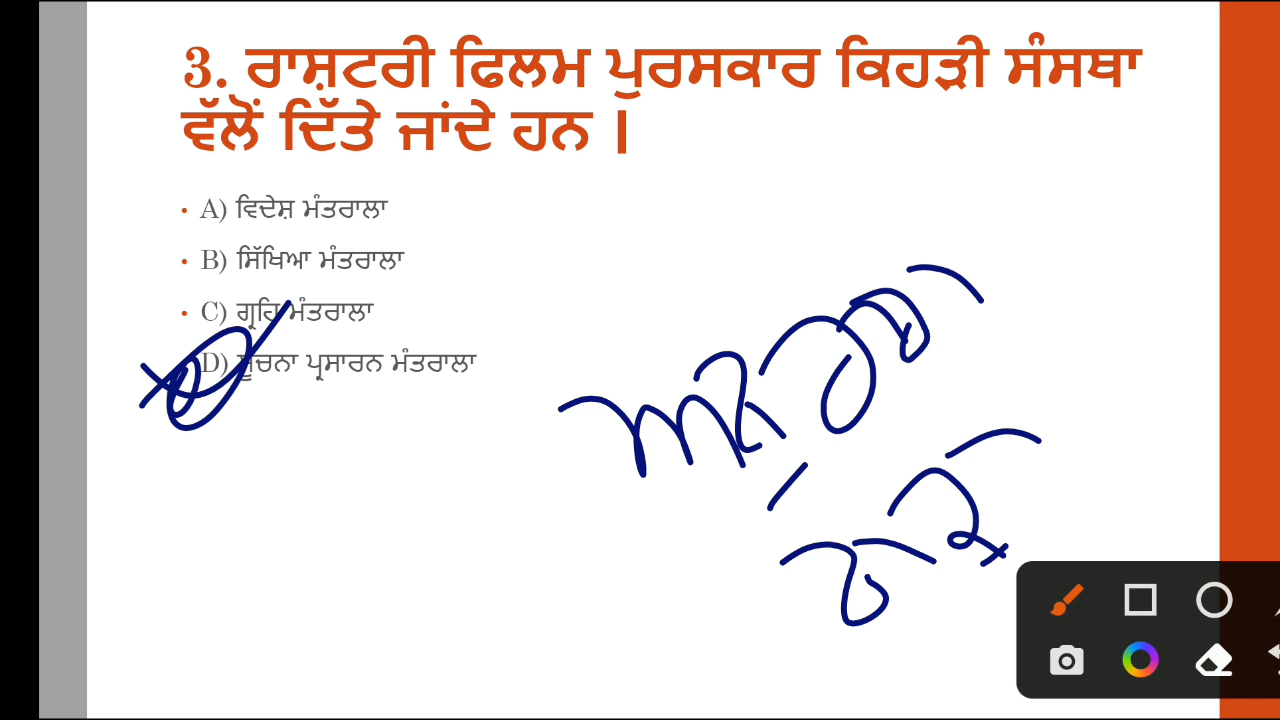 3. ਰਾਸ਼ਟਰੀ ਫਿਲਮ ਪੁਰਸਕਾਰ ਕਿਹੜੀ ਸੰਸਥਾ
ਵੱਲੋਂ ਦਿੱਤੇ ਜਾਂਦੇ ਹਨ ।
• A) ਵਿਦੇਸ਼ ਮੰਤਰਾਲਾ
• B) ਸਿੱਖਿਆ ਮੰਤਰਾਲਾ
• C) ਗ੍ਰਹਿ ਮੰਤਰਾਲਾ
D) ਸੂਚਨਾ ਪ੍ਰਸਾਰਨ ਮੰਤਰਾਲਾ